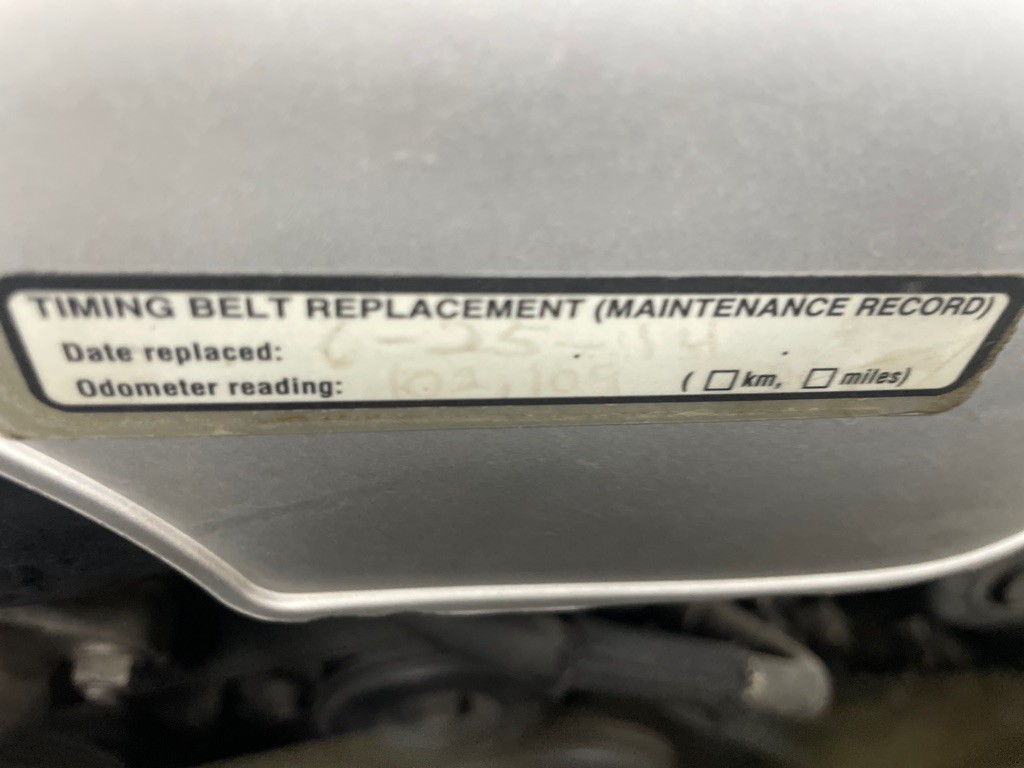 TIMING BELT REPLACEMENT (MAINTENANCE RECORD)
Date replaced: 6-25-14
Odometer reading: ( □ km, □ miles)